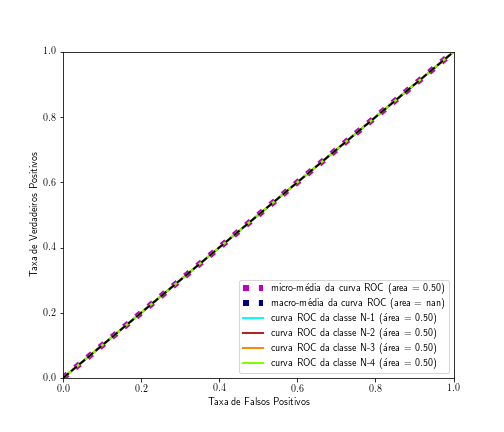 1.0
0.8
0.6
0.4
0.2
0.0
Taxa de Verdadeiros Positivos
micro-média da curva ROC (area = 0.50)
macro-média da curva ROC (area = nan)
curva ROC da classe N-1 (área = 0.50)
curva ROC da classe N-2 (área = 0.50)
curva ROC da classe N-3 (área = 0.50)
curva ROC da classe N-4 (área = 0.50)
0.0 0.2 0.4 0.6 0.8 1.0
Taxa de Falsos Positivos